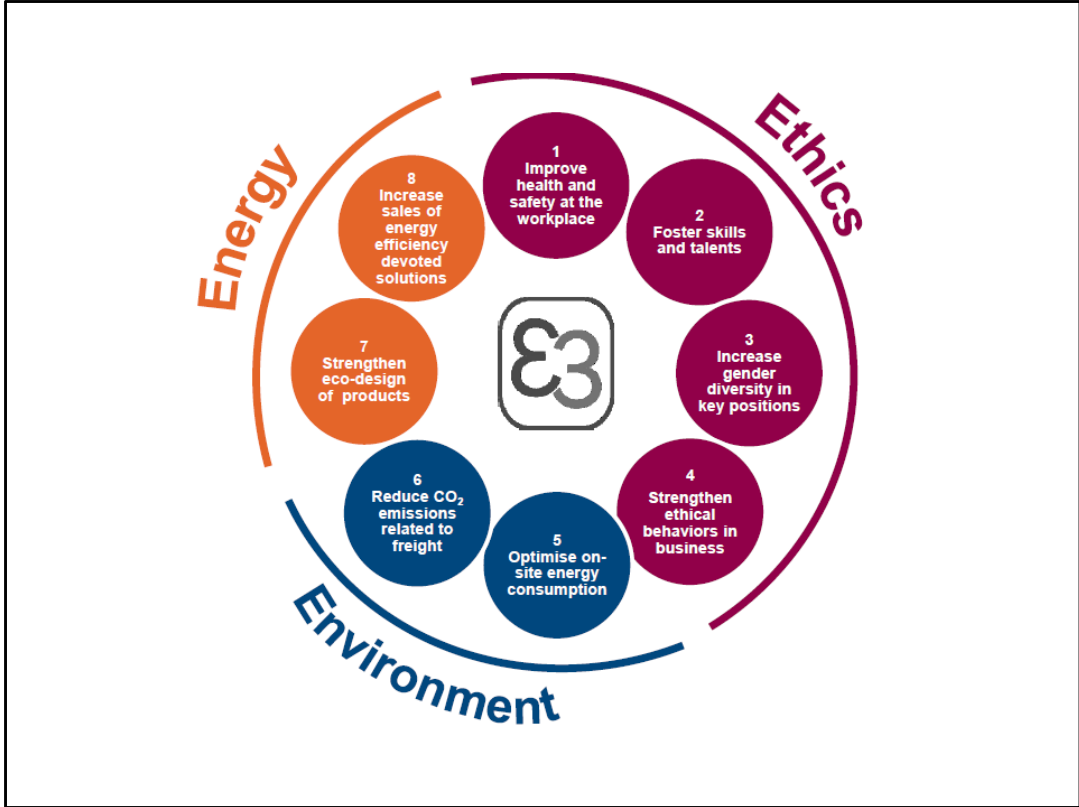 Ethics
1
Improve
health and
safety at the
workplace
2
Foster skills
and talents
3
Increase
gender
diversity in
key positions
4
Strengthen
ethical
behaviors in
business
Environment
5
Optimise on-
site energy
consumption
6
Reduce CO₂
emissions
related to
freight
Energy
7
Strengthen
eco-design
of products
8
Increase
sales of
energy
efficiency
devoted
solutions
Ɛ3